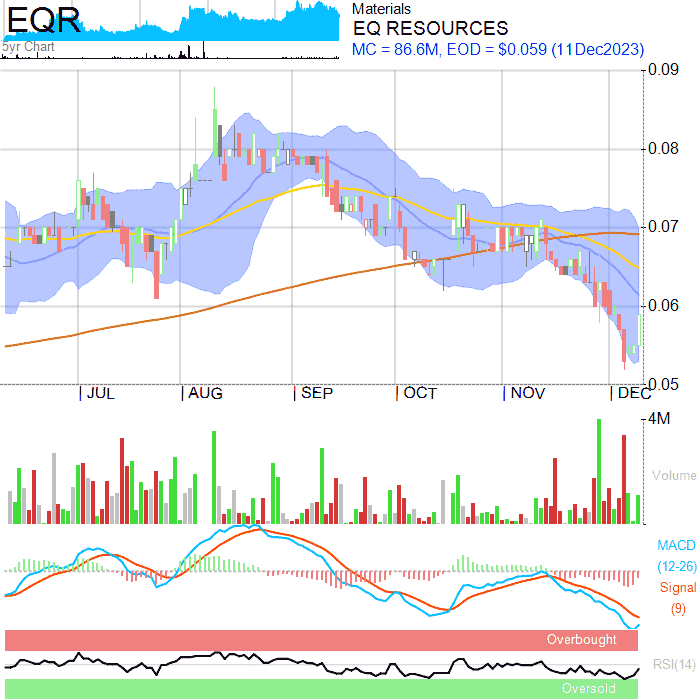 EQR
5yr Chart
Materials
EQ RESOURCES
MC = 86.6M, EOD = $0.059 (11Dec2023)
0.09
0.08
0.07
0.06
0.05
JUL AUG SEP OCT NOV DEC
4M
Volume
MACD
(12-26)
Signal
(9)
Overbought
RSI(14)
Oversold